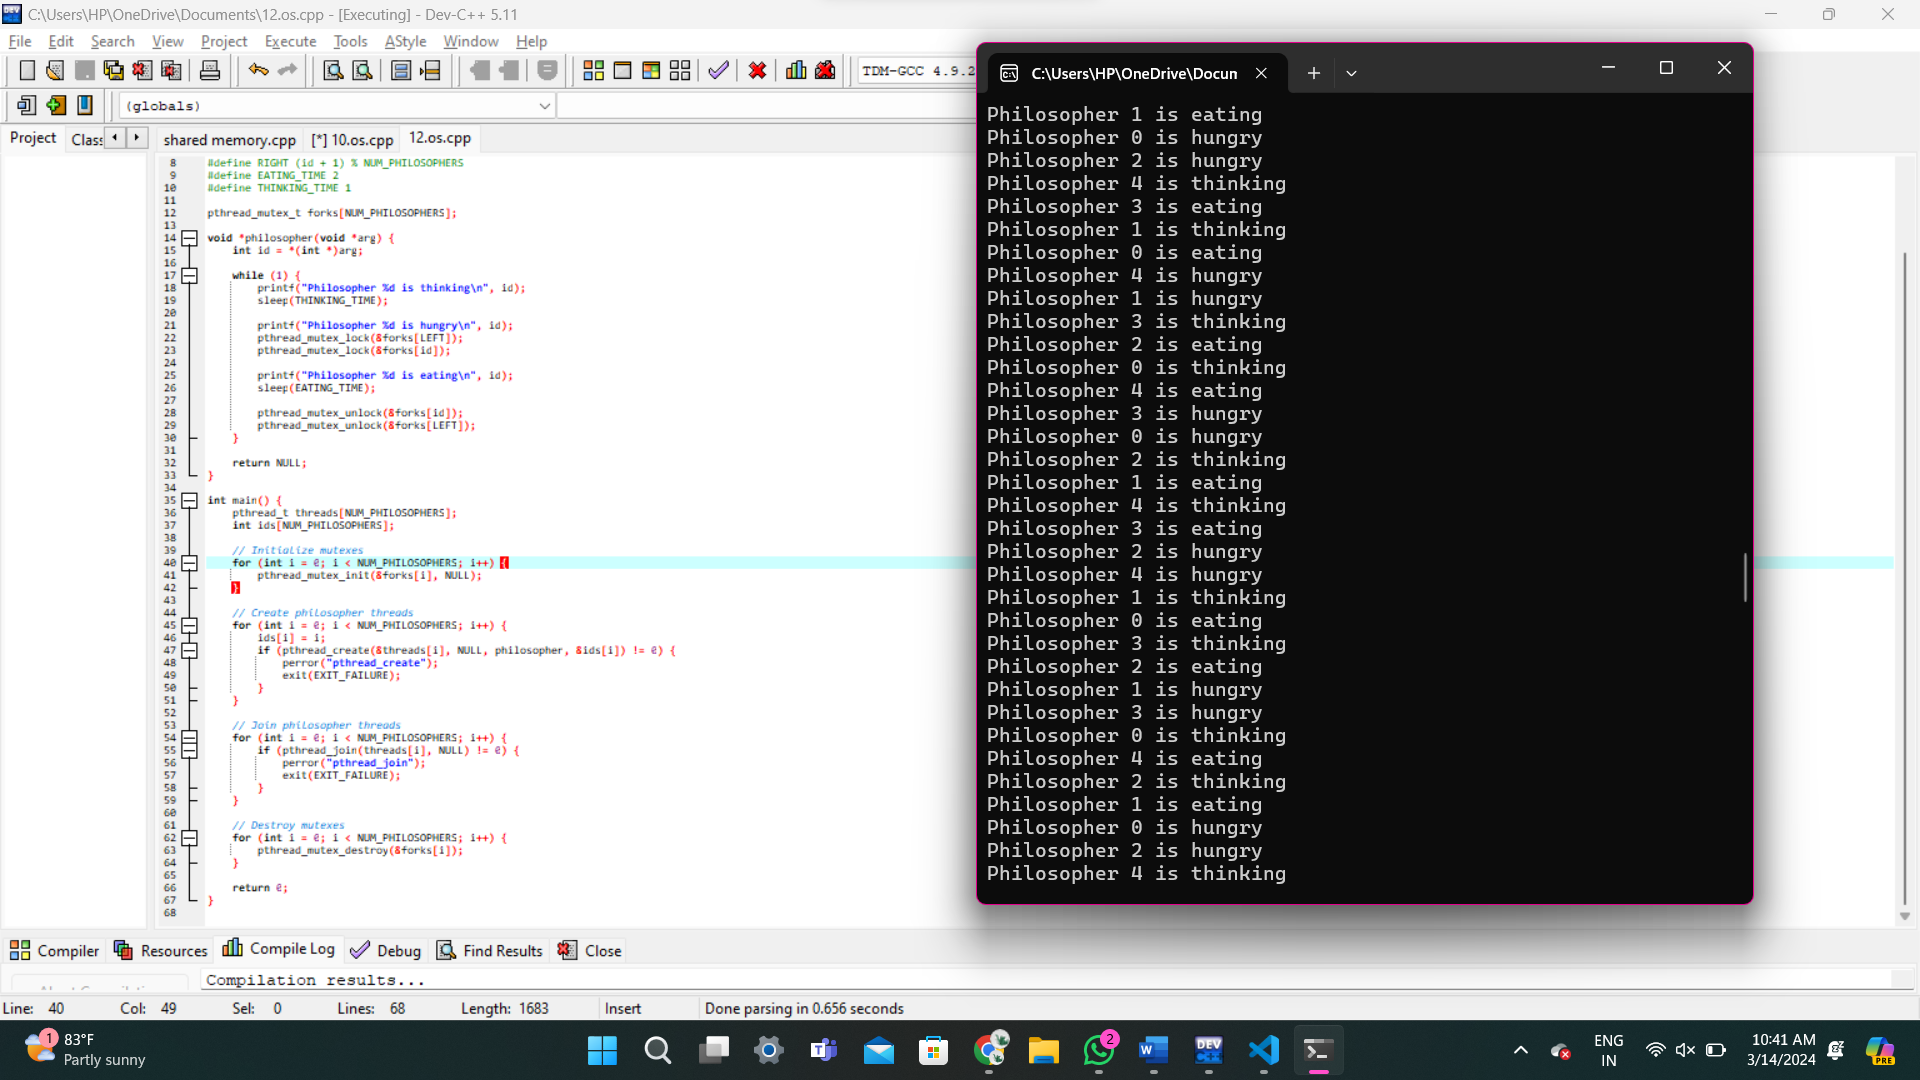 C:\Users\HP\OneDrive\Documents\12.os.cpp - [Executing] - Dev-C++ 5.11
File Edit Search View Project Execute Tools AStyle Window Help
TDM-GCC 4.9.2
(globals)
Project Clas
shared memory.cpp [*] 10.os.cpp 12.os.cpp
8 #define RIGHT (id + 1) % NUM_PHILOSOPHERS
9 #define EATING_TIME 2
10 #define THINKING_TIME 1
11
12 pthread_mutex_t forks[NUM_PHILOSOPHERS];
13
14 void *philosopher(void *arg) {
15 int id = *(int *)arg;
16
17 while (1) {
18 printf("Philosopher %d is thinking\n", id);
19 sleep(THINKING_TIME);
20
21 printf("Philosopher %d is hungry\n", id);
22 pthread_mutex_lock(&forks[LEFT]);
23 pthread_mutex_lock(&forks[id]);
24
25 printf("Philosopher %d is eating\n", id);
26 sleep(EATING_TIME);
27
28 pthread_mutex_unlock(&forks[id]);
29 pthread_mutex_unlock(&forks[LEFT]);
30 }
31
32 return NULL;
33 }
34
35 int main() {
36 pthread_t threads[NUM_PHILOSOPHERS];
37 int ids[NUM_PHILOSOPHERS];
38
39 // Initialize mutexes
40 for (int i = 0; i < NUM_PHILOSOPHERS; i++) {
41 pthread_mutex_init(&forks[i], NULL);
42 }
43
44 // Create philosopher threads
45 for (int i = 0; i < NUM_PHILOSOPHERS; i++) {
46 ids[i] = i;
47 if (pthread_create(&threads[i], NULL, philosopher, &ids[i]) != 0) {
48 perror("pthread_create");
49 exit(EXIT_FAILURE);
50 }
51 }
52
53 // Join philosopher threads
54 for (int i = 0; i < NUM_PHILOSOPHERS; i++) {
55 if (pthread_join(threads[i], NULL) != 0) {
56 perror("pthread_join");
57 exit(EXIT_FAILURE);
58 }
59 }
60
61 // Destroy mutexes
62 for (int i = 0; i < NUM_PHILOSOPHERS; i++) {
63 pthread_mutex_destroy(&forks[i]);
64 }
65
66 return 0;
67 }
68
C:\Users\HP\OneDrive\Docun
Philosopher 1 is eating
Philosopher 0 is hungry
Philosopher 2 is hungry
Philosopher 4 is thinking
Philosopher 3 is eating
Philosopher 1 is thinking
Philosopher 0 is eating
Philosopher 4 is hungry
Philosopher 1 is hungry
Philosopher 3 is thinking
Philosopher 2 is eating
Philosopher 0 is thinking
Philosopher 4 is eating
Philosopher 3 is hungry
Philosopher 0 is hungry
Philosopher 2 is thinking
Philosopher 1 is eating
Philosopher 4 is thinking
Philosopher 3 is eating
Philosopher 2 is hungry
Philosopher 4 is hungry
Philosopher 1 is thinking
Philosopher 0 is eating
Philosopher 3 is thinking
Philosopher 2 is eating
Philosopher 1 is hungry
Philosopher 3 is hungry
Philosopher 0 is thinking
Philosopher 4 is eating
Philosopher 2 is thinking
Philosopher 1 is eating
Philosopher 0 is hungry
Philosopher 2 is hungry
Philosopher 4 is thinking
Compiler Resources Compile Log Debug Find Results Close
Compilation results...
Line: 40 Col: 49 Sel: 0 Lines: 68 Length: 1683 Insert Done parsing in 0.656 seconds
1 83°F
Partly sunny
2
DEV
PRE
ENG
IN
10:41 AM
3/14/2024